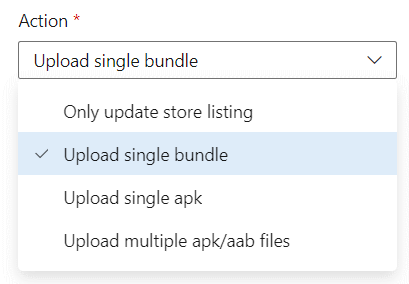 Action *
Upload single bundle
Only update store listing
Upload single bundle
Upload single apk
Upload multiple apk/aab files